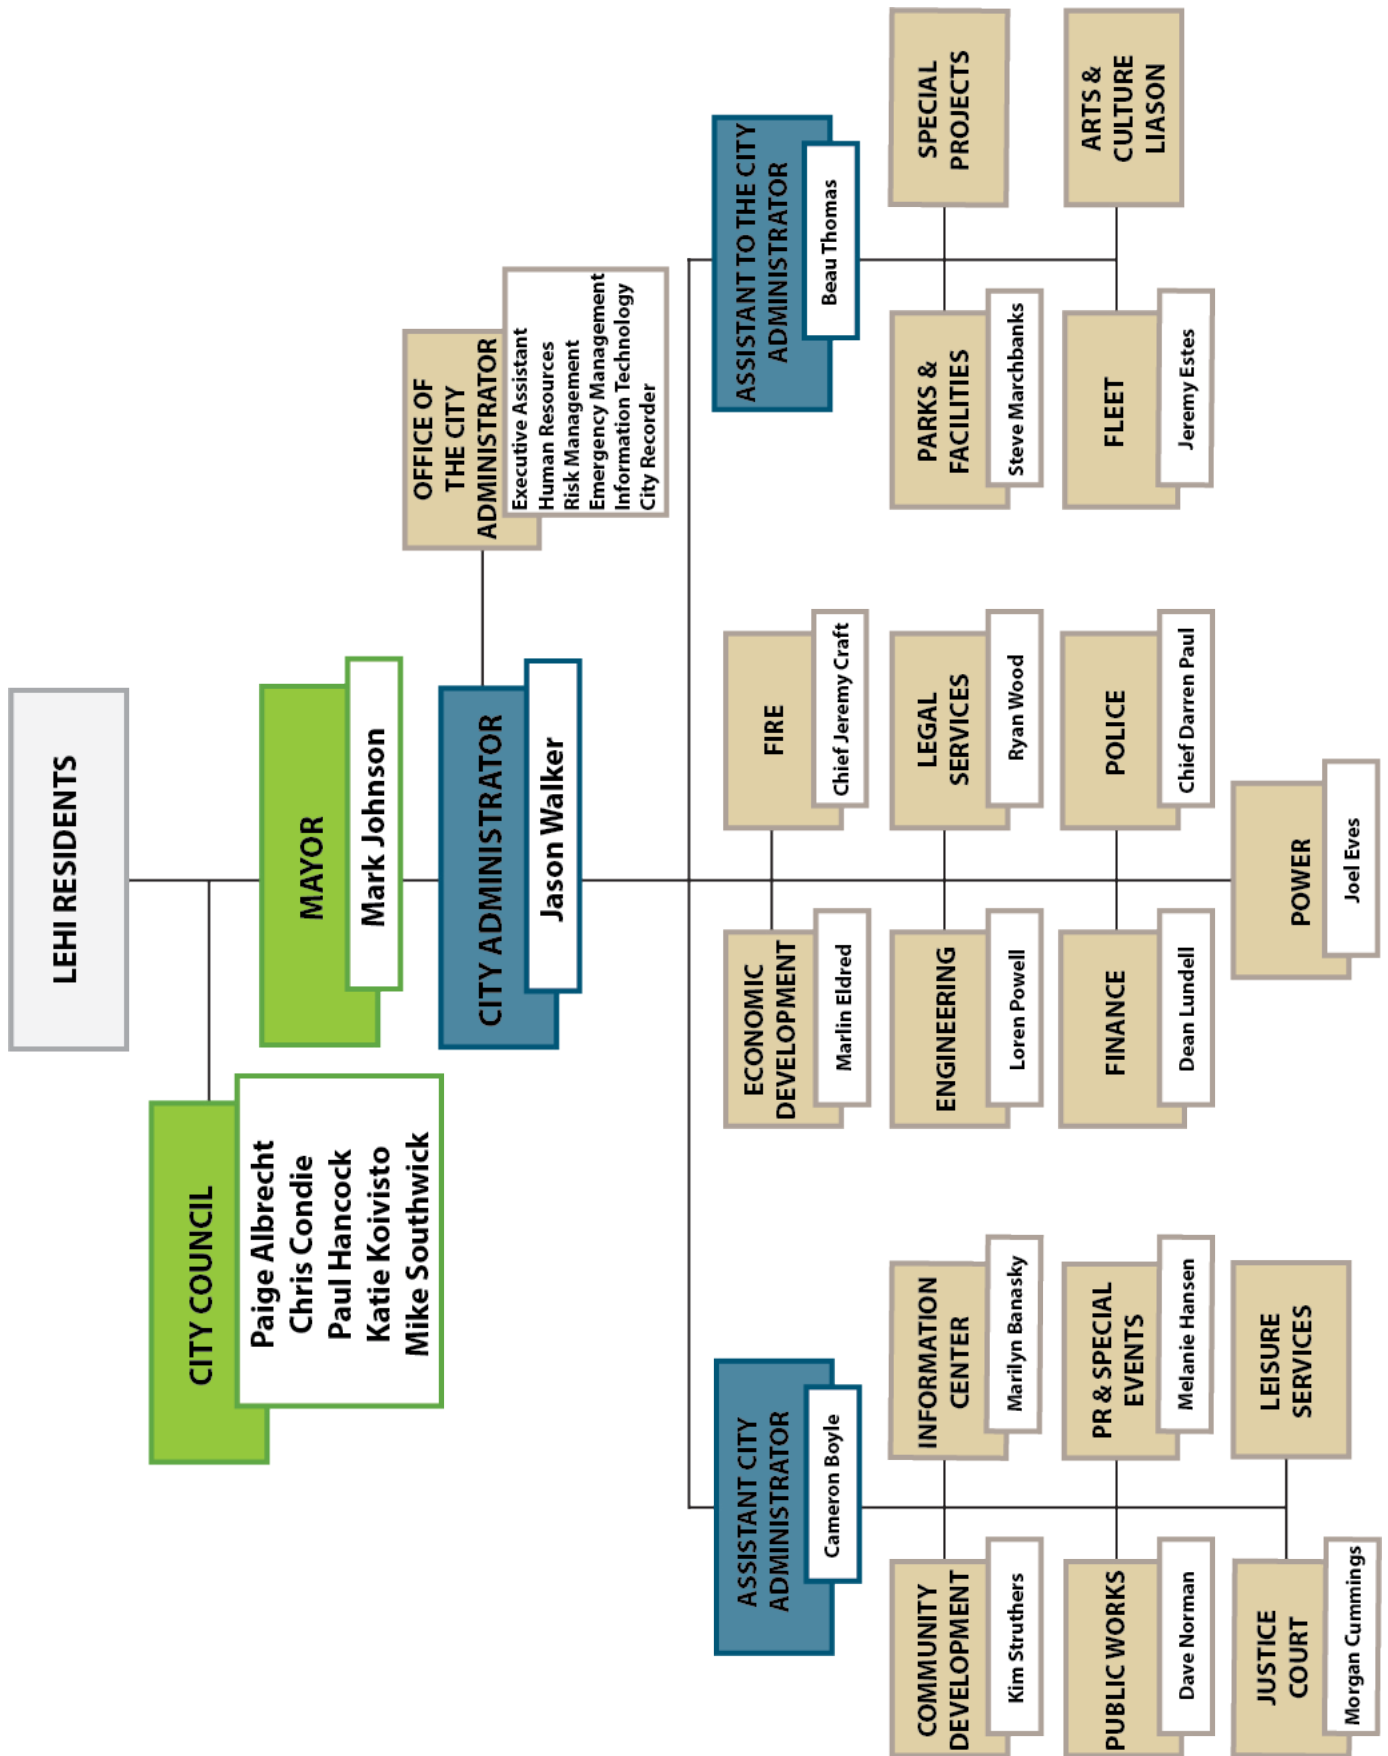 LEHI RESIDENTS
CITY COUNCIL
Paige Albrecht
Chris Condie
Paul Hancock
Katie Koivisto
Mike Southwick
MAYOR
Mark Johnson
CITY ADMINISTRATOR
Jason Walker
OFFICE OF
THE CITY
ADMINISTRATOR
Executive Assistant
Human Resources
Risk Management
Emergency Management
Information Technology
City Recorder
ASSISTANT CITY
ADMINISTRATOR
Cameron Boyle
COMMUNITY
DEVELOPMENT
Kim Struthers
INFORMATION
CENTER
Marilyn Banasky
PUBLIC WORKS
Dave Norman
PR & SPECIAL
EVENTS
Melanie Hansen
JUSTICE
COURT
Morgan Cummings
LEISURE
SERVICES
ECONOMIC
DEVELOPMENT
Marlin Eldred
FIRE
Chief Jeremy Craft
ENGINEERING
Loren Powell
LEGAL
SERVICES
Ryan Wood
FINANCE
Dean Lundell
POLICE
Chief Darren Paul
POWER
Joel Eves
ASSISTANT TO THE CITY
ADMINISTRATOR
Beau Thomas
PARKS &
FACILITIES
Steve Marchbanks
SPECIAL
PROJECTS
FLEET
Jeremy Estes
ARTS &
CULTURE
LIASON